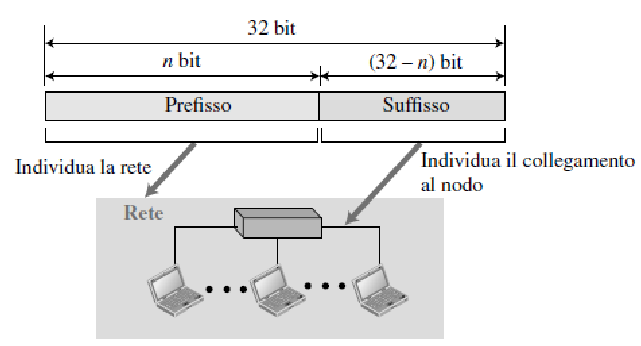 32 bit
n bit
(32 – n) bit
Prefisso
Suffisso
Individua la rete
Individua il collegamento
al nodo
Rete